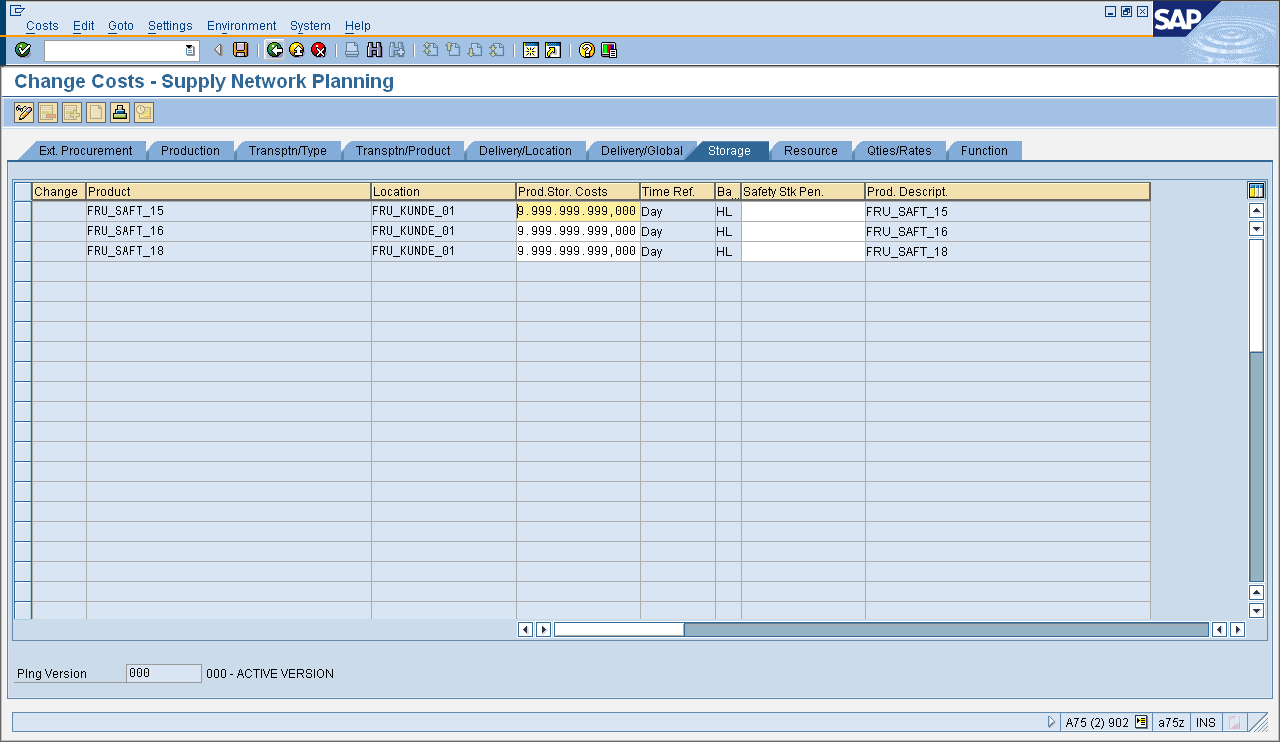 Costs Edit Goto Settings Environment System Help
SAP
Change Costs - Supply Network Planning
Ext. Procurement Production Transptn/Type Transptn/Product Delivery/Location Delivery/Global Storage Resource Qties/Rates Function
Change Product Location Prod.Stor. Costs Time Ref. Ba.. Safety Stk Pen. Prod. Descript.
FRU_SAFT_15 FRU_KUNDE_01 9.999.999.999,000 Day HL FRU_SAFT_15
FRU_SAFT_16 FRU_KUNDE_01 9.999.999.999,000 Day HL FRU_SAFT_16
FRU_SAFT_18 FRU_KUNDE_01 9.999.999.999,000 Day HL FRU_SAFT_18
Plng Version 000 000 - ACTIVE VERSION
A75 (2) 902 a75z INS